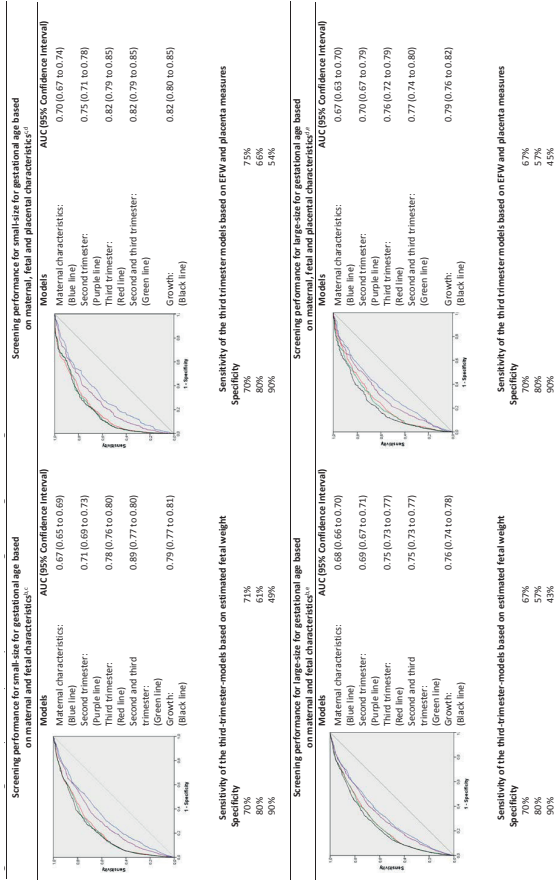 Screening performance for small-size for gestational age based
on maternal and fetal characteristics b,c
Models AUC (95% Confidence Interval)
Maternal characteristics: 0.67 (0.65 to 0.69)
(Blue line)
Second trimester: 0.71 (0.69 to 0.73)
(Purple line)
Third trimester: 0.78 (0.76 to 0.80)
(Red line)
Second and third 0.89 (0.77 to 0.80)
trimester:
(Green line)
Growth: 0.79 (0.77 to 0.81)
(Black line)
Sensitivity
1 - Specificity
Sensitivity of the third-trimester-models based on estimated fetal weight
Specificity
70% 71%
80% 61%
90% 49%
Screening performance for small-size for gestational age based
on maternal, fetal and placental characteristics c,d
Models AUC (95% Confidence Interval)
Maternal characteristics: 0.70 (0.67 to 0.74)
(Blue line)
Second trimester: 0.75 (0.71 to 0.78)
(Purple line)
Third trimester: 0.82 (0.79 to 0.85)
(Red line)
Second and third trimester: 0.82 (0.79 to 0.85)
(Green line)
Growth: 0.82 (0.80 to 0.85)
(Black line)
Sensitivity
1 - Specificity
Sensitivity of the third trimester models based on EFW and placenta measures
Specificity
70% 75%
80% 66%
90% 54%
Screening performance for large-size for gestational age based
on maternal and fetal characteristics b,e
Models AUC (95% Confidence Interval)
Maternal characteristics: 0.68 (0.66 to 0.70)
(Blue line)
Second trimester: 0.69 (0.67 to 0.71)
(Purple line)
Third trimester: 0.75 (0.73 to 0.77)
(Red line)
Second and third 0.75 (0.73 to 0.77)
trimester:
(Green line)
Growth: 0.76 (0.74 to 0.78)
(Black line)
Sensitivity
1 - Specificity
Sensitivity of the third-trimester-models based on estimated fetal weight
Specificity
70% 67%
80% 57%
90% 43%
Screening performance for large-size for gestational age based
on maternal, fetal and placental characteristics d,e
Models AUC (95% Confidence Interval)
Maternal characteristics: 0.67 (0.63 to 0.70)
(Blue line)
Second trimester: 0.70 (0.67 to 0.79)
(Purple line)
Third trimester: 0.76 (0.72 to 0.79)
(Red line)
Second and third trimester: 0.77 (0.74 to 0.80)
(Green line)
Growth: 0.79 (0.76 to 0.82)
(Black line)
Sensitivity
1 - Specificity
Sensitivity of the third trimester models based on EFW and placenta measures
Specificity
70% 67%
80% 57%
90% 45%